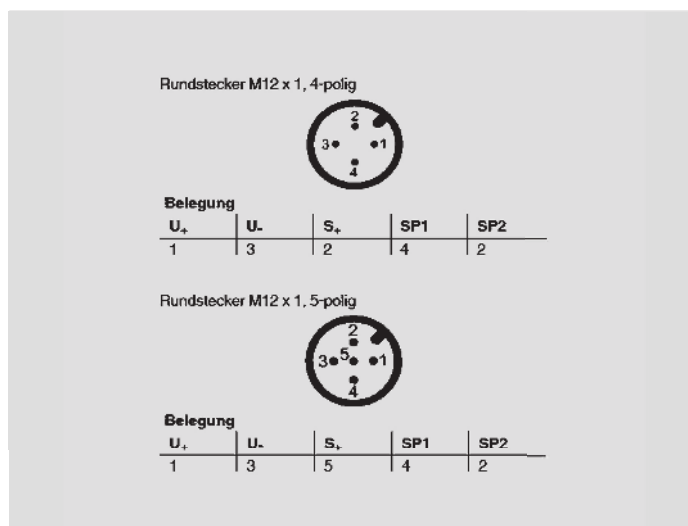 Rundstecker M12 x 1, 4-polig
2
3 1
4
Belegung
U+ U- S+ SP1 SP2
1 3 2 4 2
Rundstecker M12 x 1, 5-polig
2
3 5 1
4
Belegung
U+ U- S+ SP1 SP2
1 3 5 4 2